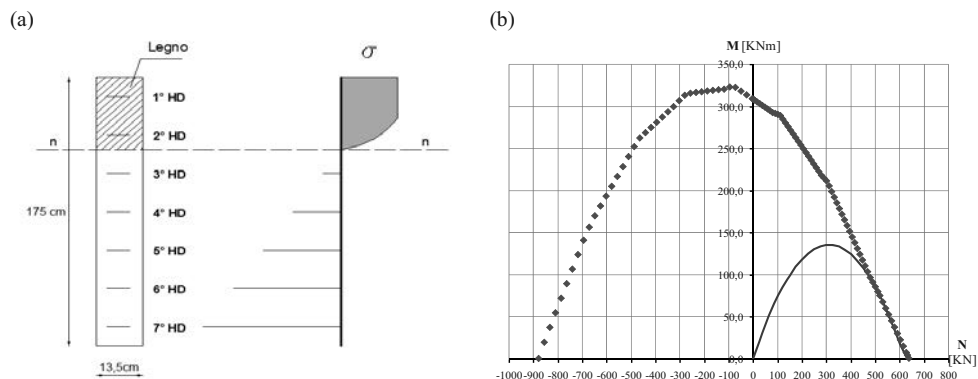 (a)
Legno
σ
1° HD
2° HD
n
n
3° HD
4° HD
175 cm
5° HD
6° HD
7° HD
13,5cm
(b)
M [KNm]
350,0
300,0
250,0
200,0
150,0
100,0
50,0
0,0
N
[KN]
-1000 -900 -800 -700 -600 -500 -400 -300 -200 -100 0 100 200 300 400 500 600 700 800